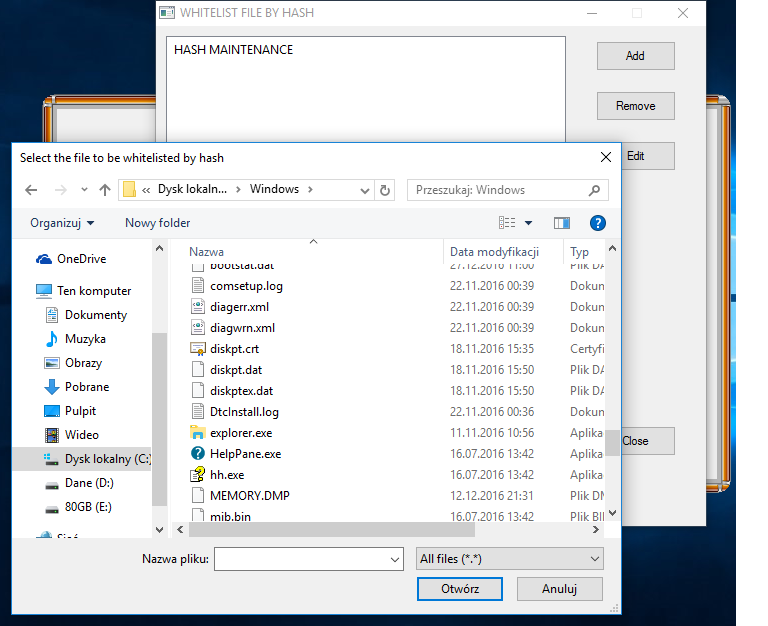 WHITELIST FILE BY HASH
HASH MAINTENANCE
Add
Remove
Edit
Close
Select the file to be whitelisted by hash
« Dysk lokaln... > Windows >
Przeszukaj: Windows
Organizuj
Nowy folder
?
OneDrive
Ten komputer
Dokumenty
Muzyka
Obrazy
Pobrane
Pulpit
Wideo
Dysk lokalny (C:)
Dane (D:)
80GB (E:)
Sieć
Nazwa Data modyfikacji Typ
bootstat.dat 27.12.2016 11:00 Plik DA
comsetup.log 22.11.2016 00:39 Dokun
diagerr.xml 22.11.2016 00:39 Dokun
diagwrn.xml 22.11.2016 00:39 Dokun
diskpt.crt 18.11.2016 15:35 Certyfi
diskpt.dat 18.11.2016 15:50 Plik DA
diskptex.dat 18.11.2016 15:50 Plik DA
DtcInstall.log 22.11.2016 00:36 Dokun
explorer.exe 11.11.2016 10:56 Aplika
HelpPane.exe 16.07.2016 13:42 Aplika
hh.exe 16.07.2016 13:42 Aplika
MEMORY.DMP 12.12.2016 21:31 Plik DM
mib.bin 16.07.2016 13:42 Plik BI
Nazwa pliku:
All files (*.*)
Otwórz
Anuluj